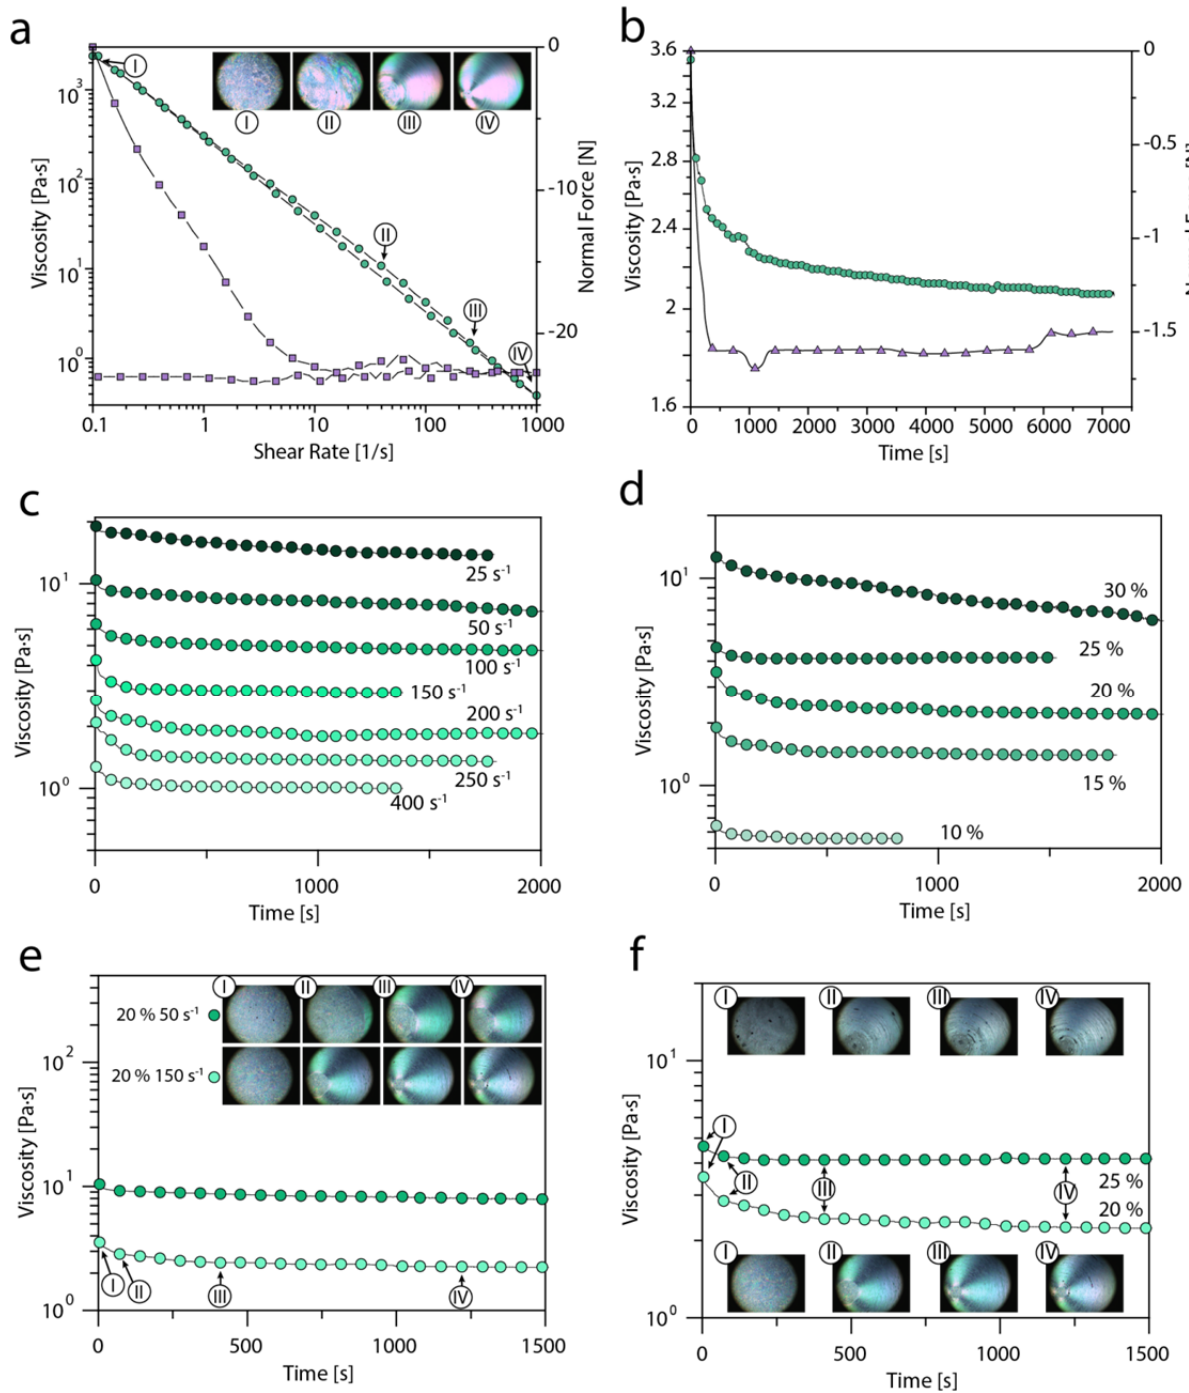 a
b
0
3.6
0
I
10³
3.2
I
II
III
IV
-0.5
2.8
10²
-10
Viscosity [Pa·s]
Normal Force [N]
Viscosity [Pa·s]
2.4
-1
II
10¹
III
-20
2
-1.5
10⁰
IV
1.6
0.1
1
10
100
1000
0
1000
2000
3000
4000
5000
6000
7000
Shear Rate [1/s]
Time [s]
c
d
10¹
25 s⁻¹
50 s⁻¹
100 s⁻¹
150 s⁻¹
200 s⁻¹
250 s⁻¹
400 s⁻¹
10⁰
Viscosity [Pa·s]
0
1000
2000
Time [s]
10¹
30 %
25 %
20 %
15 %
10 %
10⁰
Viscosity [Pa·s]
0
1000
2000
Time [s]
e
f
I
II
III
IV
20 % 50 s⁻¹
20 % 150 s⁻¹
10²
10¹
10⁰
Viscosity [Pa·s]
I
II
III
IV
0
500
1000
1500
Time [s]
I
II
III
IV
10¹
Viscosity [Pa·s]
I
II
III
IV
25 %
20 %
I
II
III
IV
10⁰
0
500
1000
1500
Time [s]